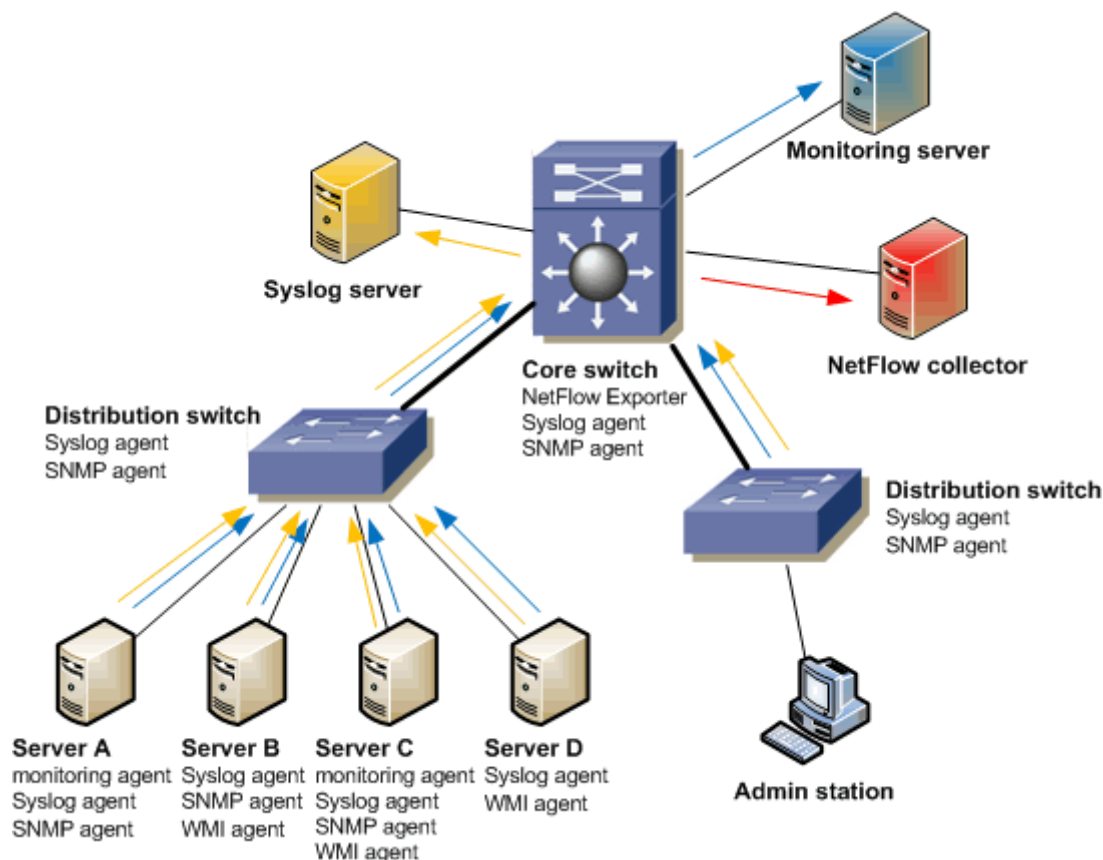 Monitoring server
Syslog server
NetFlow collector
Core switch
NetFlow Exporter
Syslog agent
SNMP agent
Distribution switch
Syslog agent
SNMP agent
Distribution switch
Syslog agent
SNMP agent
Server A
monitoring agent
Syslog agent
SNMP agent
Server B
Syslog agent
SNMP agent
WMI agent
Server C
monitoring agent
Syslog agent
SNMP agent
WMI agent
Server D
Syslog agent
WMI agent
Admin station